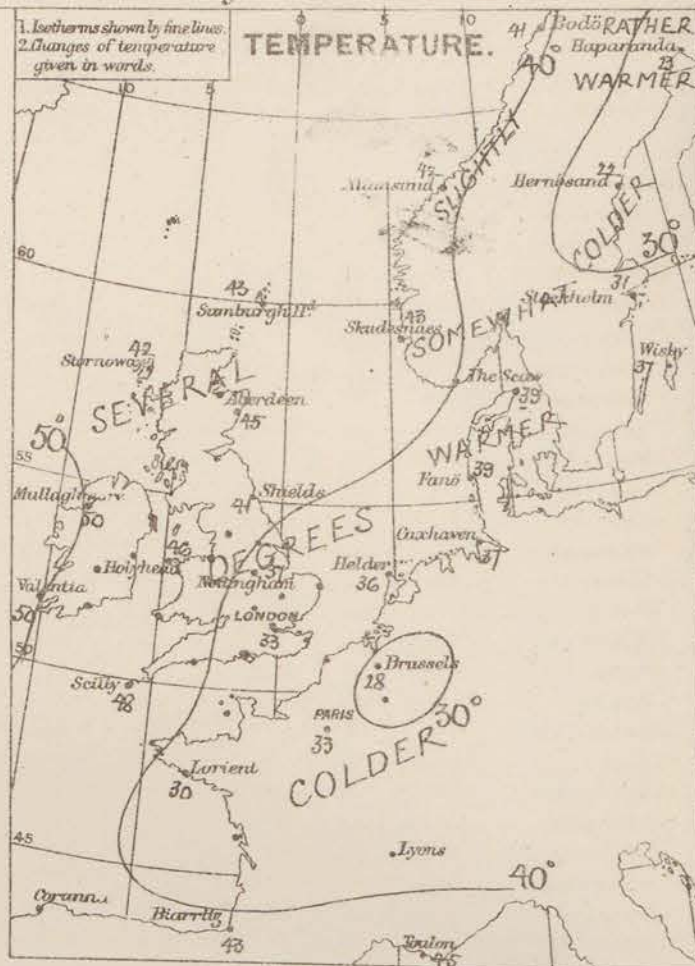 1. Isotherms shown by fine lines.
2. Changes of temperature
given in words.
TEMPERATURE.
0 5 10
10 5
41 Bodö RATHER
Haparanda
23
WARMER
40°
SLIGHTLY
Hernösand
COLDER
30°
60
43
Sumburgh Hd
43
Skudesnaes
SOMEWHAT
31
Stockholm
Wisby
37
42
Stornoway
SEVERAL
Aberdeen
45
The Scaw
39
50°
WARMER
Fanö
39
55
50
41
Shields
DEGREES
Cuxhaven
37
Holyhead
Nottingham
Helder
36
Valentia
50
LONDON
33
50
Scilly
48
Brussels
28
30°
PARIS
33
COLDER
Lorient
30
45
Lyons
40°
Corunna
Biarritz
43
Toulon
45